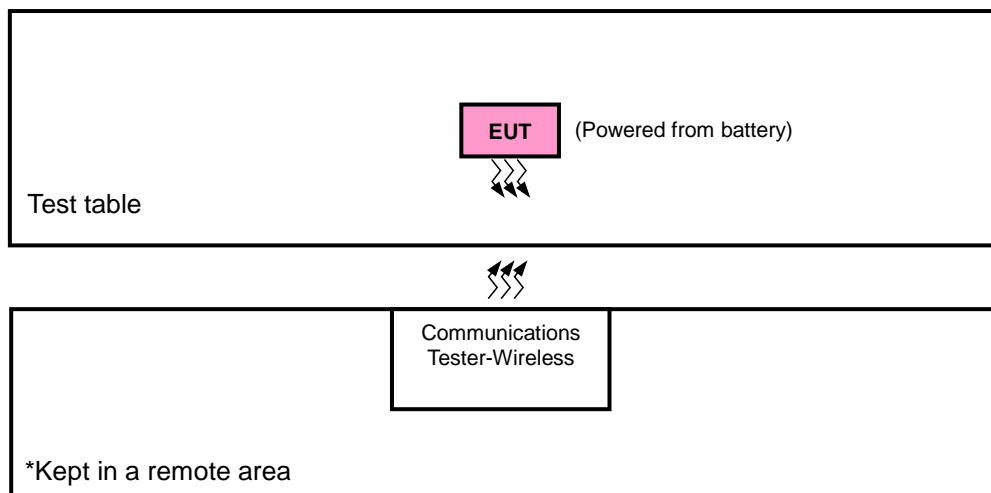 EUT
(Powered from battery)
Test table
Communications
Tester-Wireless
*Kept in a remote area